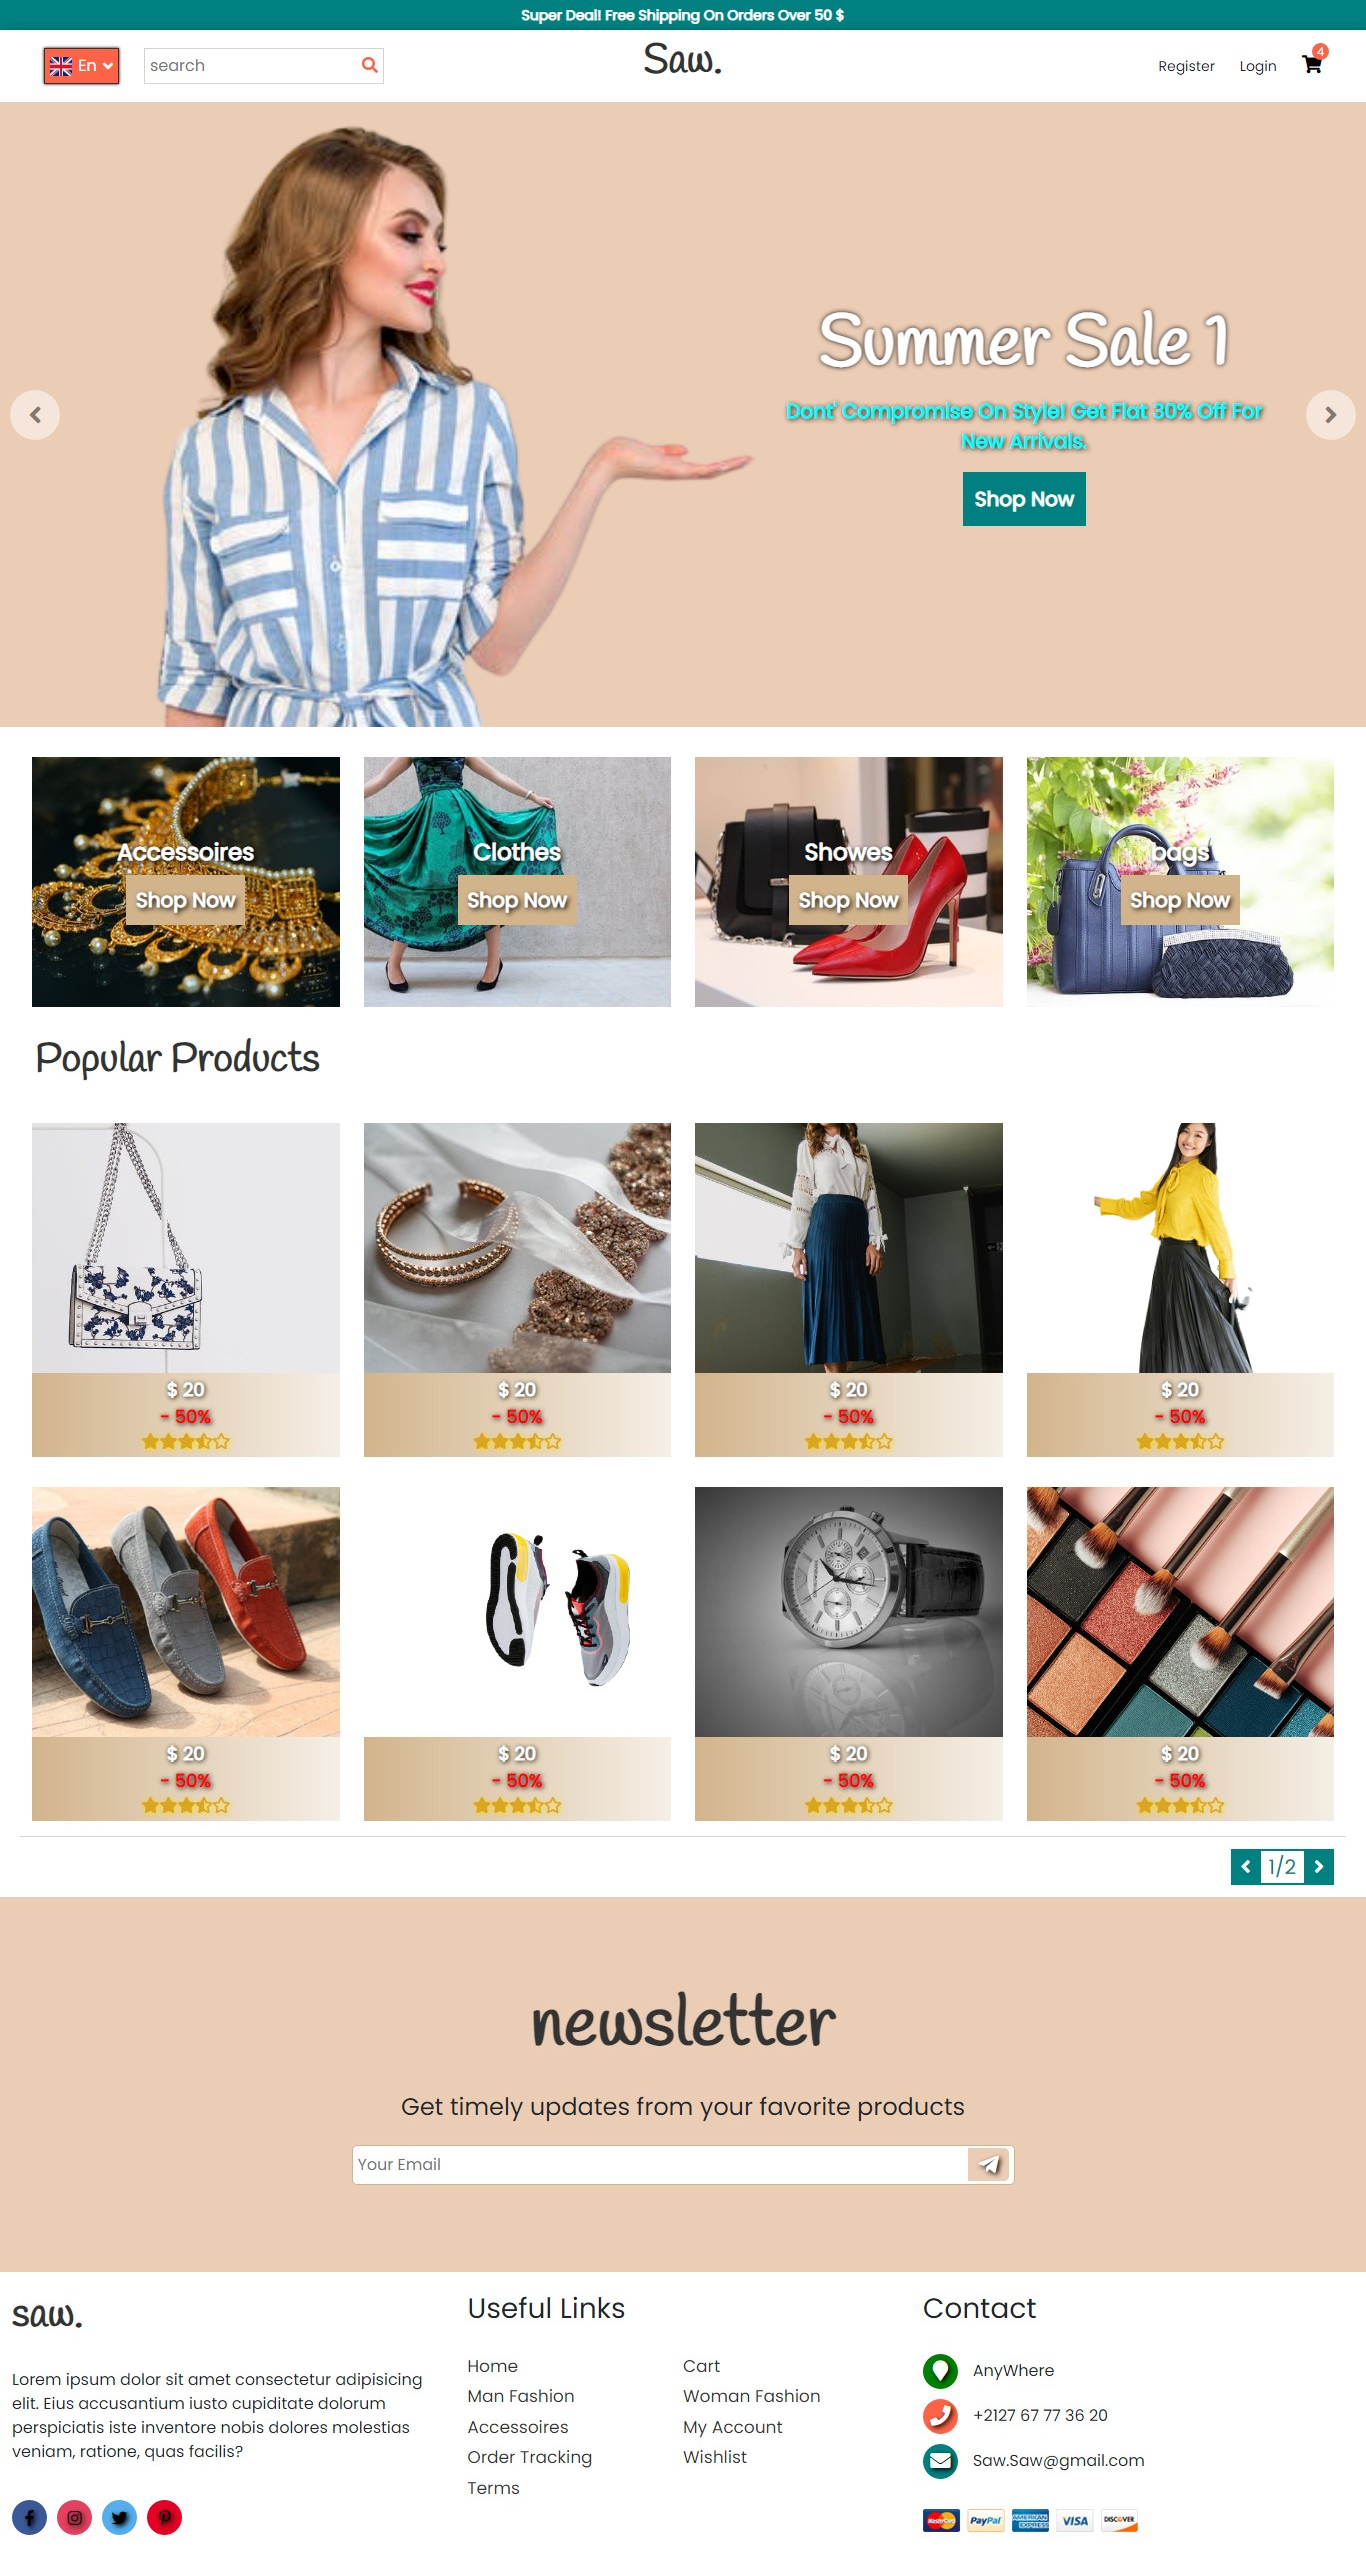 Super Deal! Free Shipping On Orders Over 50 $
En
search
Saw.
Register
Login
4
Summer Sale 1
Dont' Compromise On Style! Get Flat 30% Off For
New Arrivals.
Shop Now
Accessoires
Shop Now
Clothes
Shop Now
Showes
Shop Now
bags
Shop Now
Popular Products
$ 20
- 50%
$ 20
- 50%
$ 20
- 50%
$ 20
- 50%
$ 20
- 50%
$ 20
- 50%
$ 20
- 50%
$ 20
- 50%
1/2
newsletter
Get timely updates from your favorite products
Your Email
saw.
Lorem ipsum dolor sit amet consectetur adipisicing
elit. Eius accusantium iusto cupiditate dolorum
perspiciatis iste inventore nobis dolores molestias
veniam, ratione, quas facilis?
Useful Links
Home
Man Fashion
Accessoires
Order Tracking
Terms
Cart
Woman Fashion
My Account
Wishlist
Contact
AnyWhere
+2127 67 77 36 20
Saw.Saw@gmail.com
MasterCard
PayPal
AMERICAN EXPRESS
VISA
DISCOVER